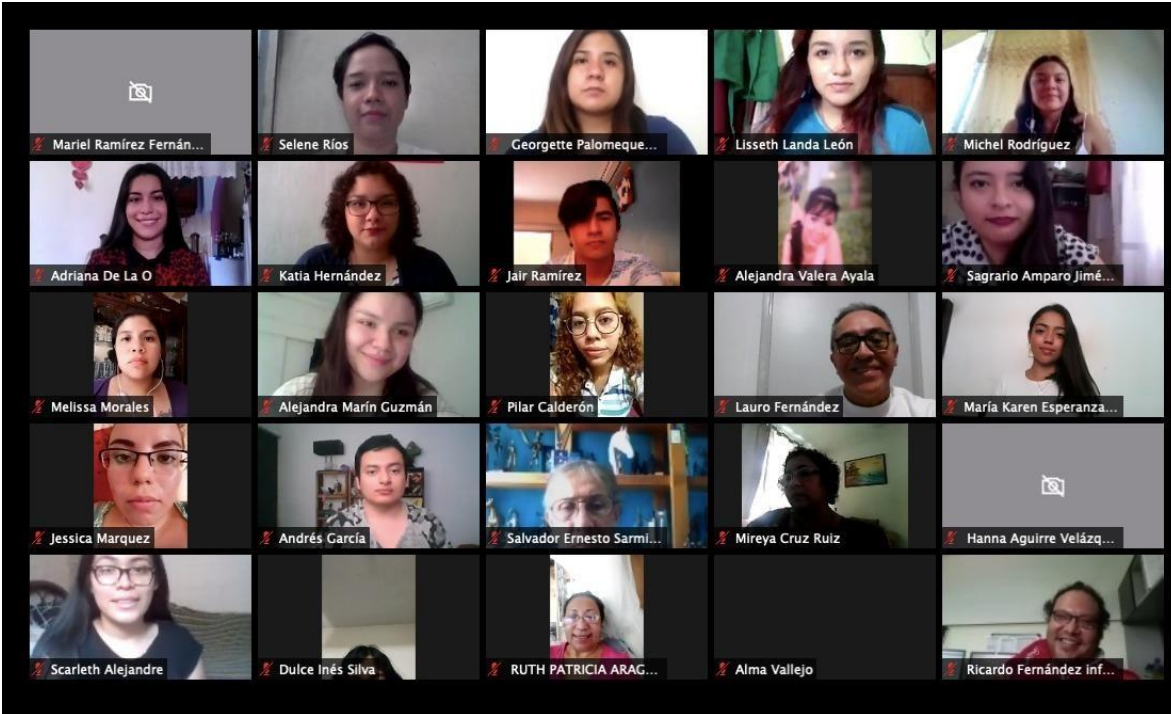 Mariel Ramírez Fernán...
Selene Ríos
Georgette Palomeque...
Lisseth Landa León
Michel Rodríguez
Adriana De La O
Katia Hernández
Jair Ramírez
Alejandra Valera Ayala
Sagrario Amparo Jimé...
Melissa Morales
Alejandra Marín Guzmán
Pilar Calderón
Lauro Fernández
María Karen Esperanza...
Jessica Marquez
Andrés García
Salvador Ernesto Sarmi...
Mireya Cruz Ruiz
Hanna Aguirre Velázq...
Scarleth Alejandre
Dulce Inés Silva
RUTH PATRICIA ARAG...
Alma Vallejo
Ricardo Fernández inf...